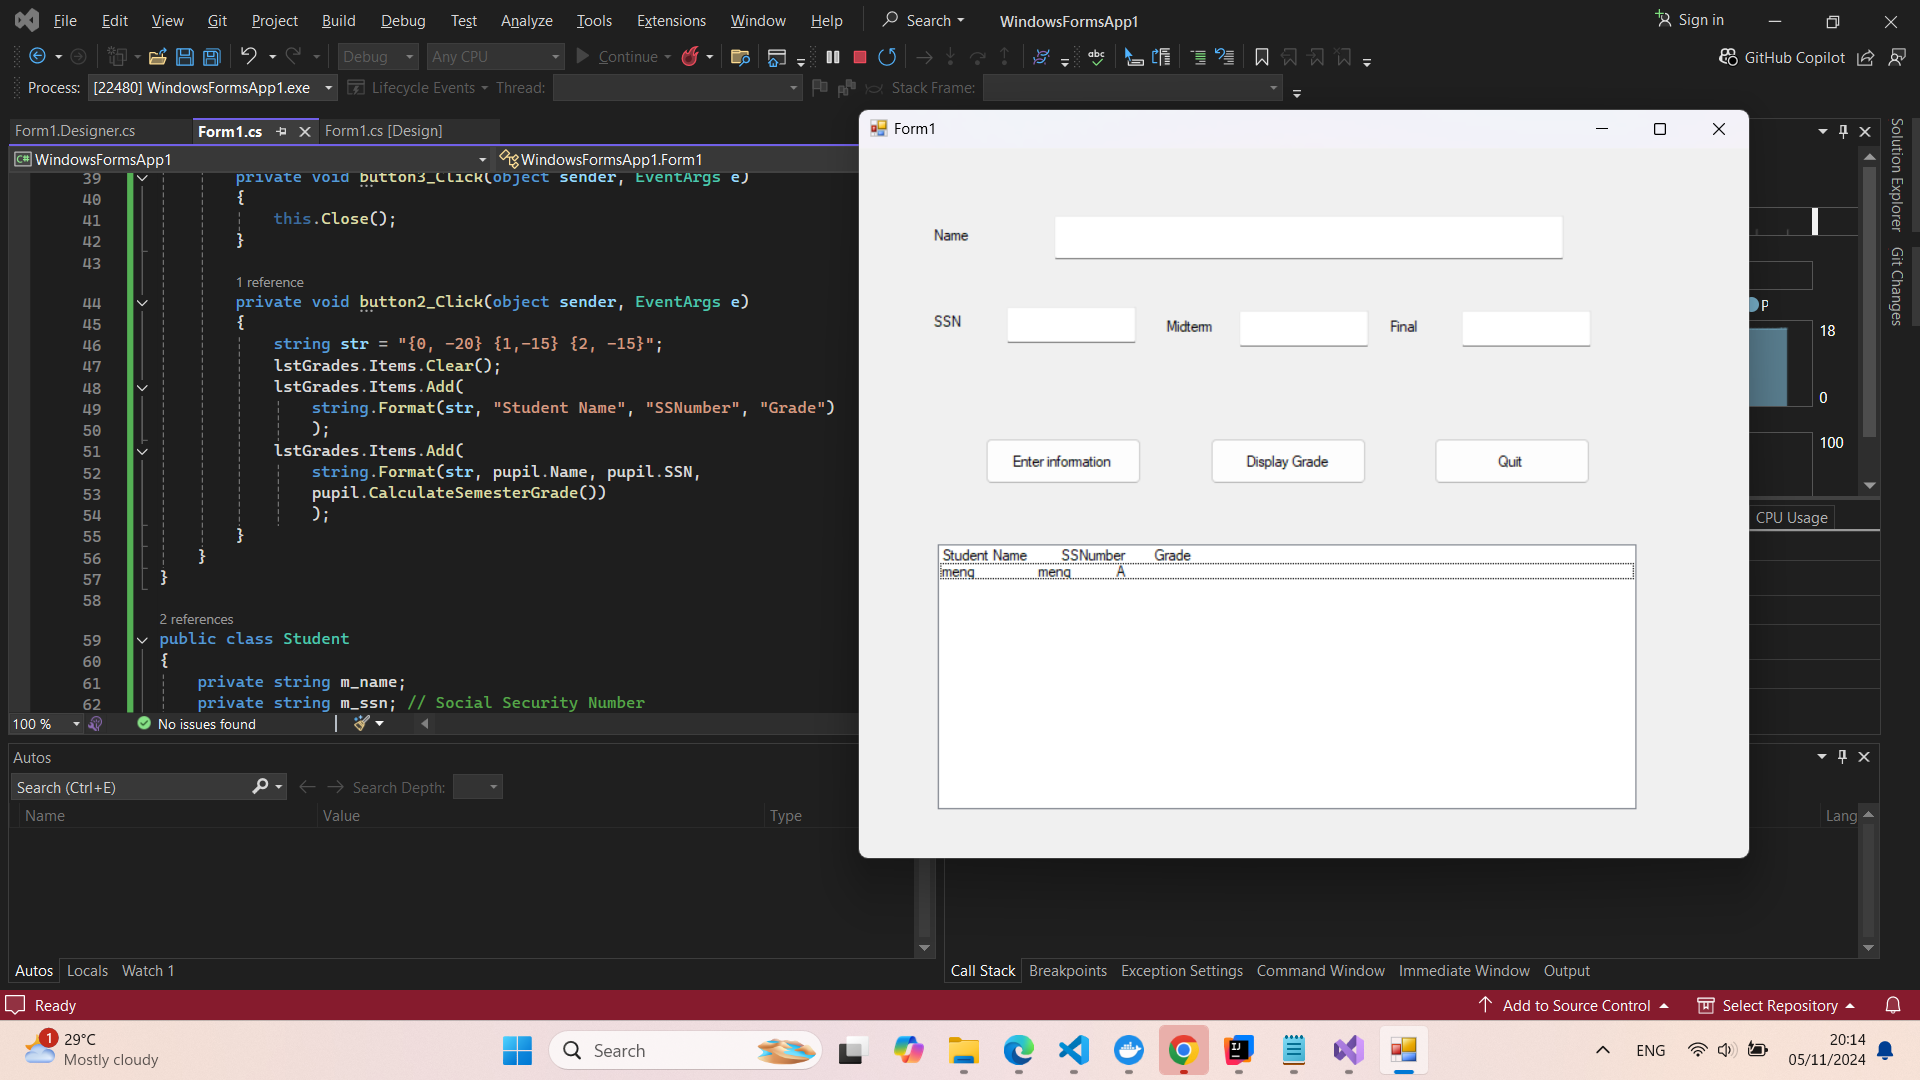 File Edit View Git Project Build Debug Test Analyze Tools Extensions Window Help Search WindowsFormsApp1 Sign in
Debug Any CPU Continue abc GitHub Copilot
Process: [22480] WindowsFormsApp1.exe Lifecycle Events Thread: Stack Frame:
Form1.Designer.cs Form1.cs Form1.cs [Design]
C# WindowsFormsApp1 WindowsFormsApp1.Form1
39 private void button3_Click(object sender, EventArgs e)
40 {
41 this.Close();
42 }
43
1 reference
44 private void button2_Click(object sender, EventArgs e)
45 {
46 string str = "{0, -20} {1,-15} {2, -15}";
47 lstGrades.Items.Clear();
48 lstGrades.Items.Add(
49 string.Format(str, "Student Name", "SSNumber", "Grade")
50 );
51 lstGrades.Items.Add(
52 string.Format(str, pupil.Name, pupil.SSN,
53 pupil.CalculateSemesterGrade())
54 );
55 }
56 }
57 }
58
2 references
59 public class Student
60 {
61 private string m_name;
62 private string m_ssn; // Social Security Number
100 % No issues found
Form1
Name
SSN Midterm Final
Enter information Display Grade Quit
Student Name SSNumber Grade
meng meng A
Solution Explorer
Git Changes
P
18
0
100
CPU Usage
Autos
Search (Ctrl+E) Search Depth:
Name Value Type
Lang
Autos Locals Watch 1
Call Stack Breakpoints Exception Settings Command Window Immediate Window Output
Ready Add to Source Control Select Repository
1 29°C
Mostly cloudy
Search
IJ
ENG
20:14
05/11/2024